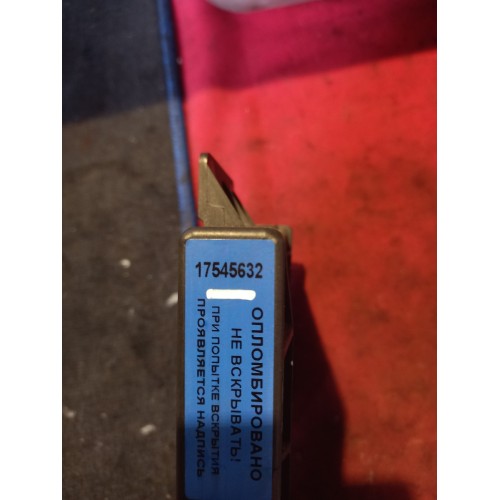 17545632
ОПЛОМБИРОВАНО
НЕ ВСКРЫВАТЬ!
ПРИ ПОПЫТКЕ ВСКРЫТИЯ
ПРОЯВЛЯЕТСЯ НАДПИСЬ